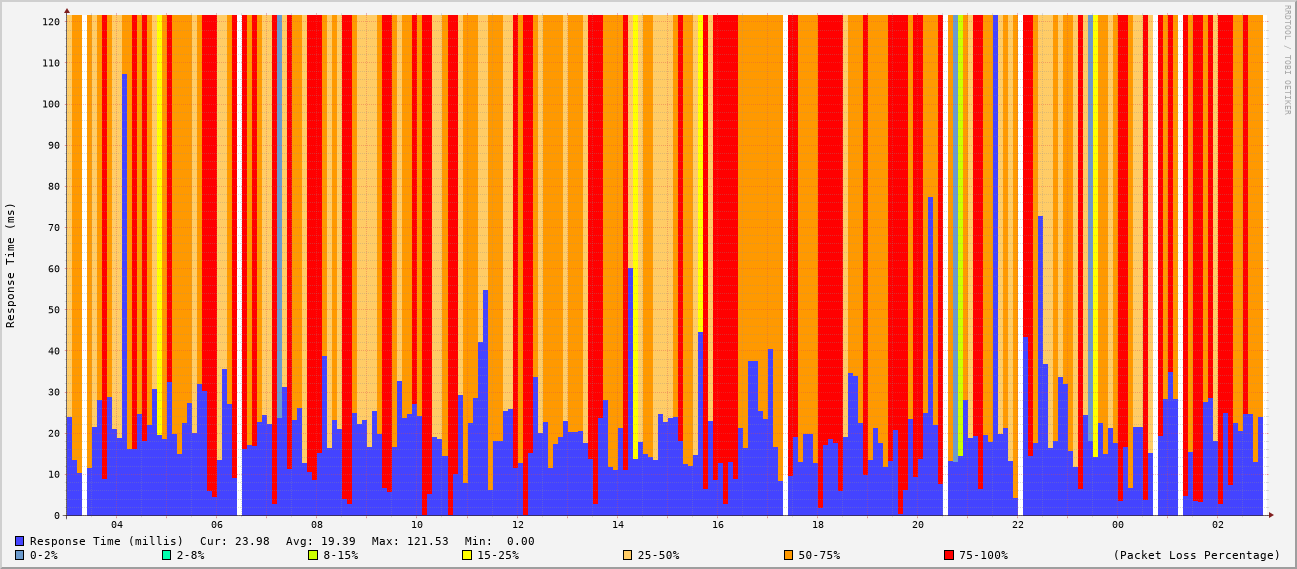 RRDTOOL / TOBI OETIKER
Response Time (ms)
120
110
100
90
80
70
60
50
40
30
20
10
0
04 06 08 10 12 14 16 18 20 22 00 02
Response Time (millis) Cur: 23.98 Avg: 19.39 Max: 121.53 Min: 0.00
0-2% 2-8% 8-15% 15-25% 25-50% 50-75% 75-100% (Packet Loss Percentage)